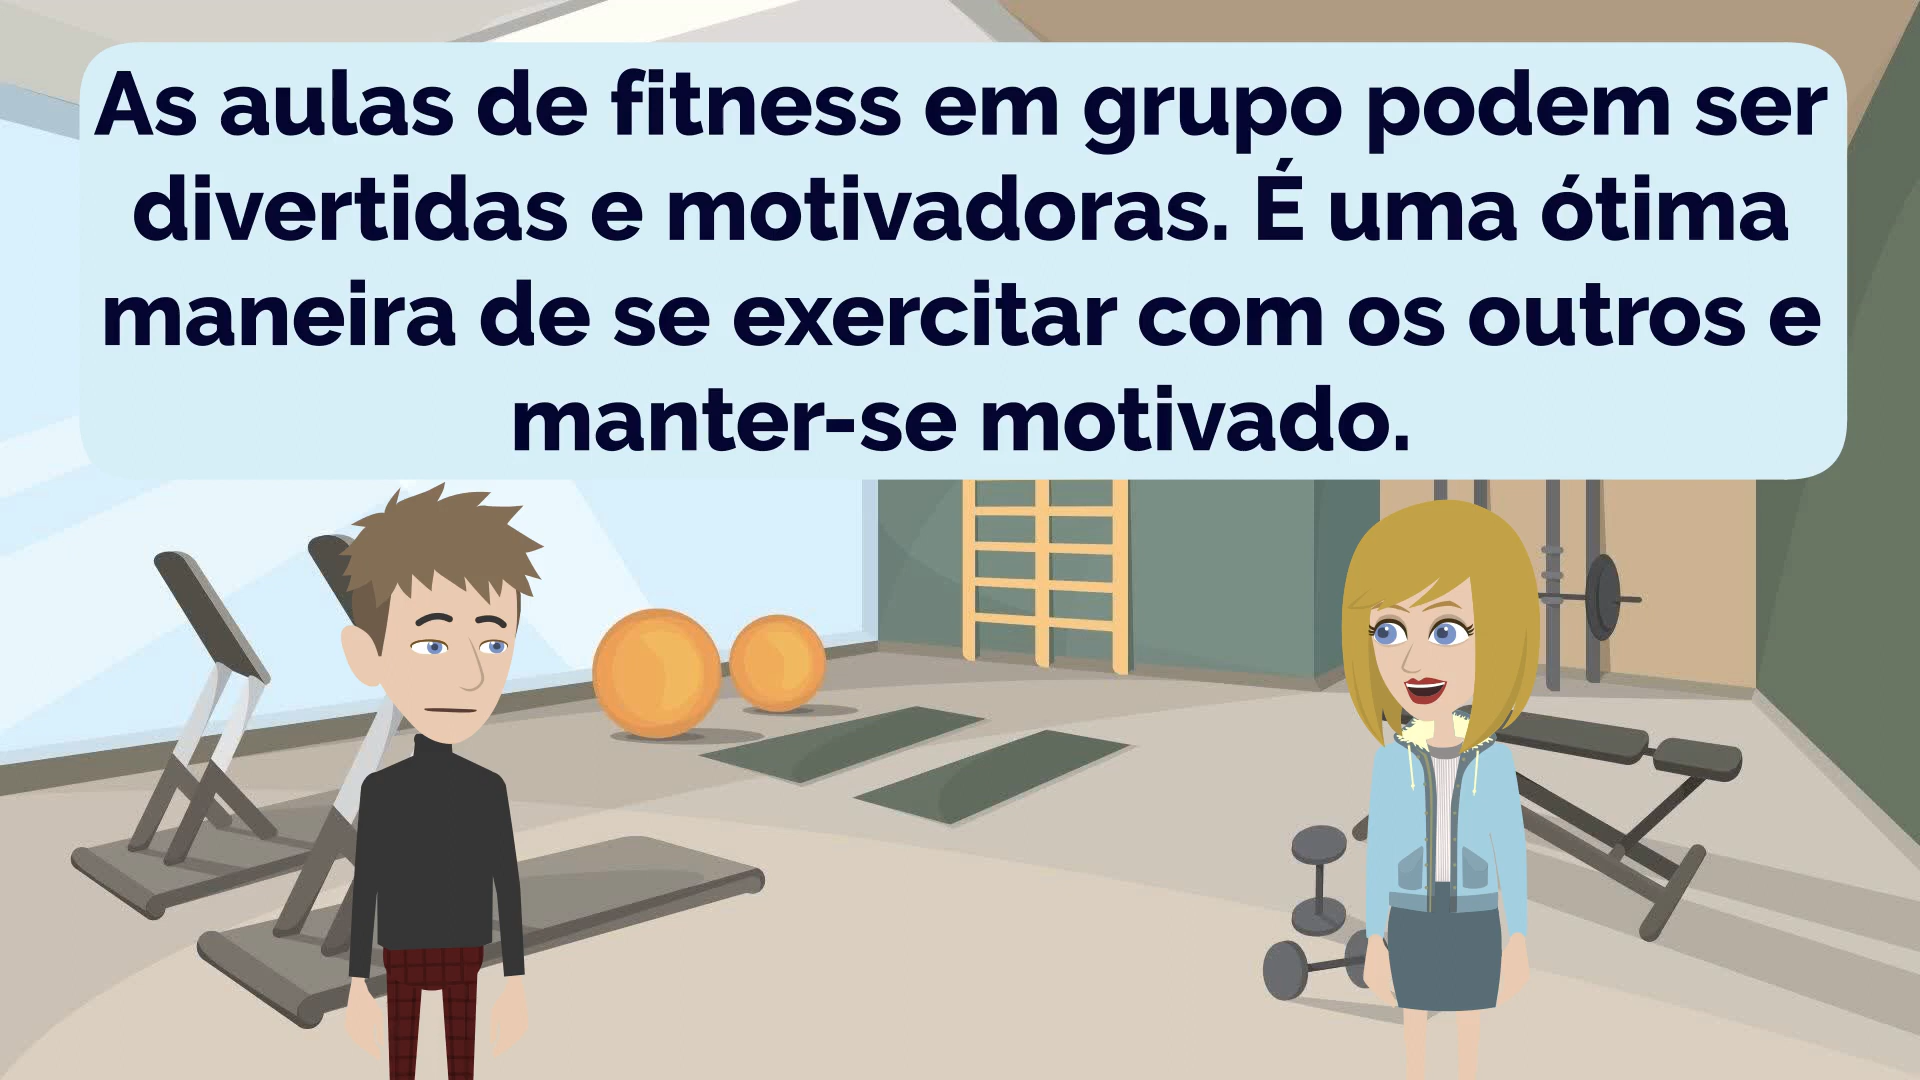 As aulas de fitness em grupo podem ser
divertidas e motivadoras. É uma ótima
maneira de se exercitar com os outros e
manter-se motivado.